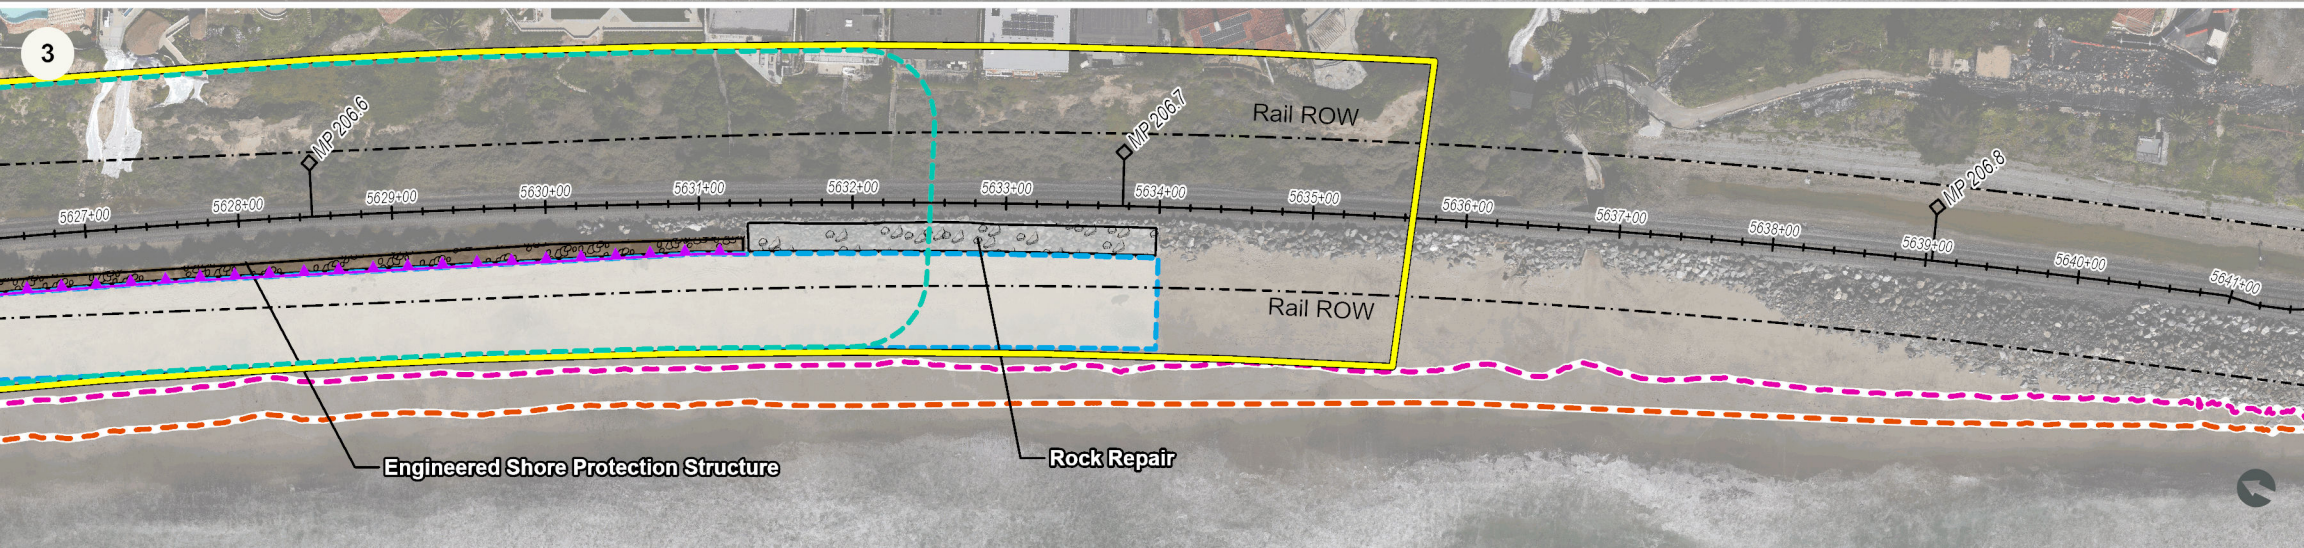 3
MP 206.6
MP 206.7
MP 206.8
Rail ROW
5627+00
5628+00
5629+00
5630+00
5631+00
5632+00
5633+00
5634+00
5635+00
5636+00
5637+00
5638+00
5639+00
5640+00
5641+00
Rail ROW
Engineered Shore Protection Structure
Rock Repair